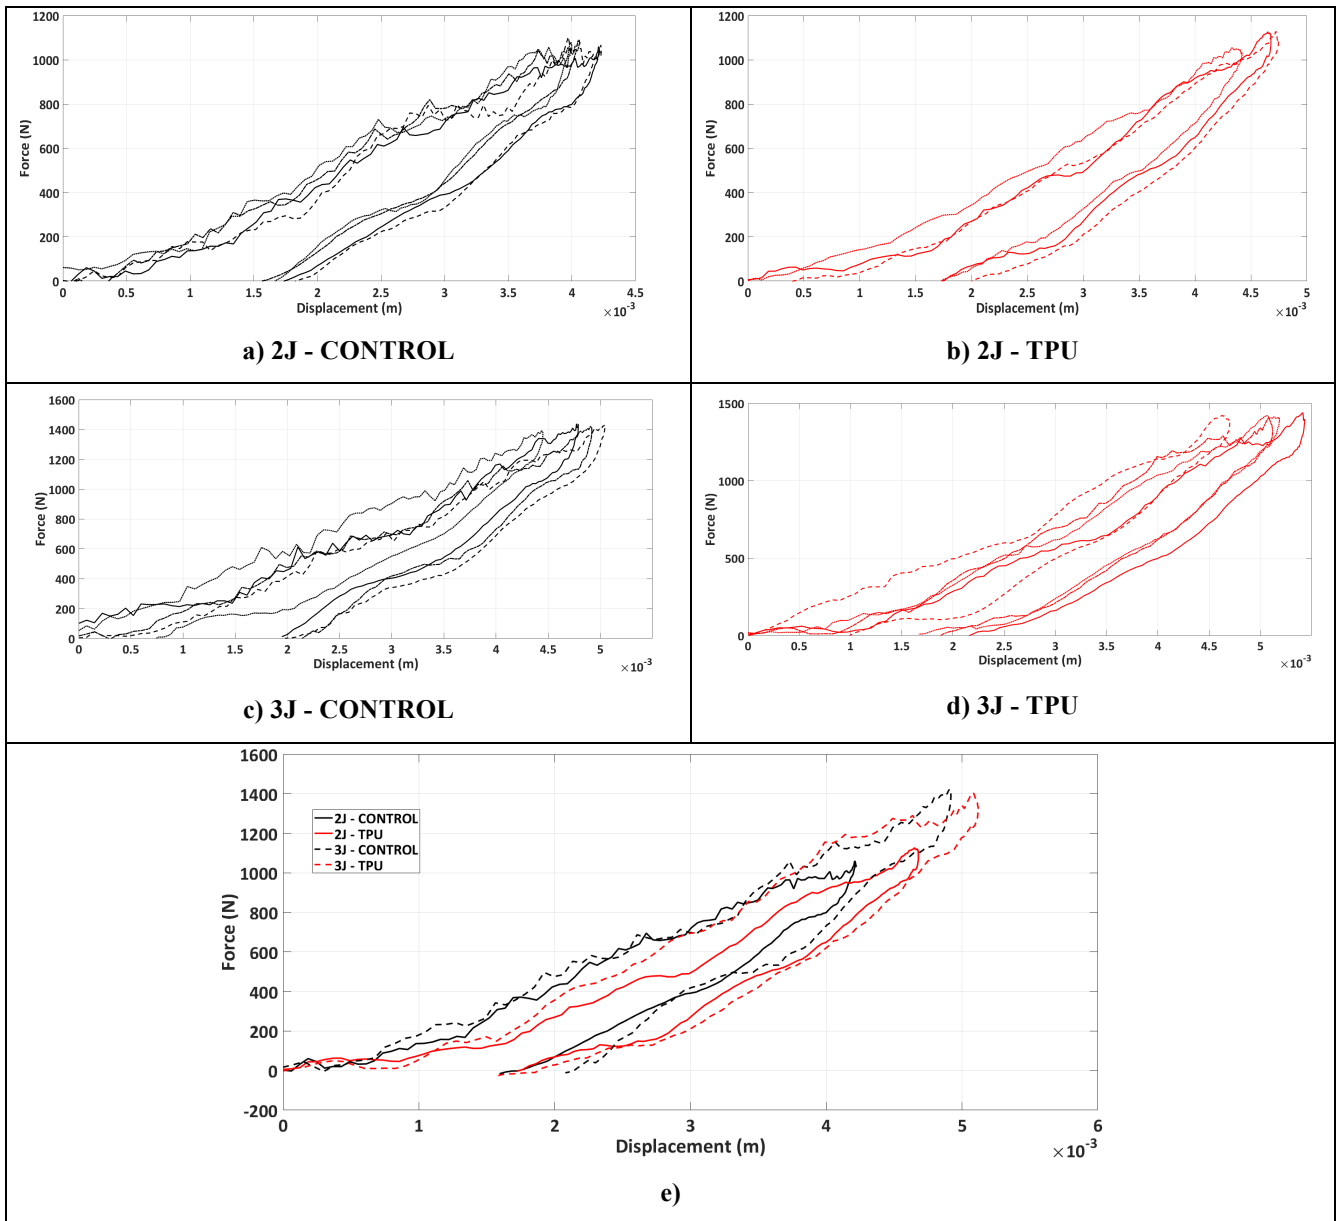 1200
1000
800
600
400
200
0
Force (N)
0 0.5 1 1.5 2 2.5 3 3.5 4 4.5
Displacement (m)
×10⁻³
a) 2J - CONTROL
1200
1000
800
600
400
200
0
Force (N)
0 0.5 1 1.5 2 2.5 3 3.5 4 4.5 5
Displacement (m)
×10⁻³
b) 2J - TPU
1600
1400
1200
1000
800
600
400
200
0
Force (N)
0 0.5 1 1.5 2 2.5 3 3.5 4 4.5 5
Displacement (m)
×10⁻³
c) 3J - CONTROL
1500
1000
500
0
Force (N)
0 0.5 1 1.5 2 2.5 3 3.5 4 4.5 5
Displacement (m)
×10⁻³
d) 3J - TPU
1600
1400
1200
1000
800
600
400
200
0
-200
Force (N)
2J - CONTROL
2J - TPU
3J - CONTROL
3J - TPU
0 1 2 3 4 5 6
Displacement (m)
×10⁻³
e)